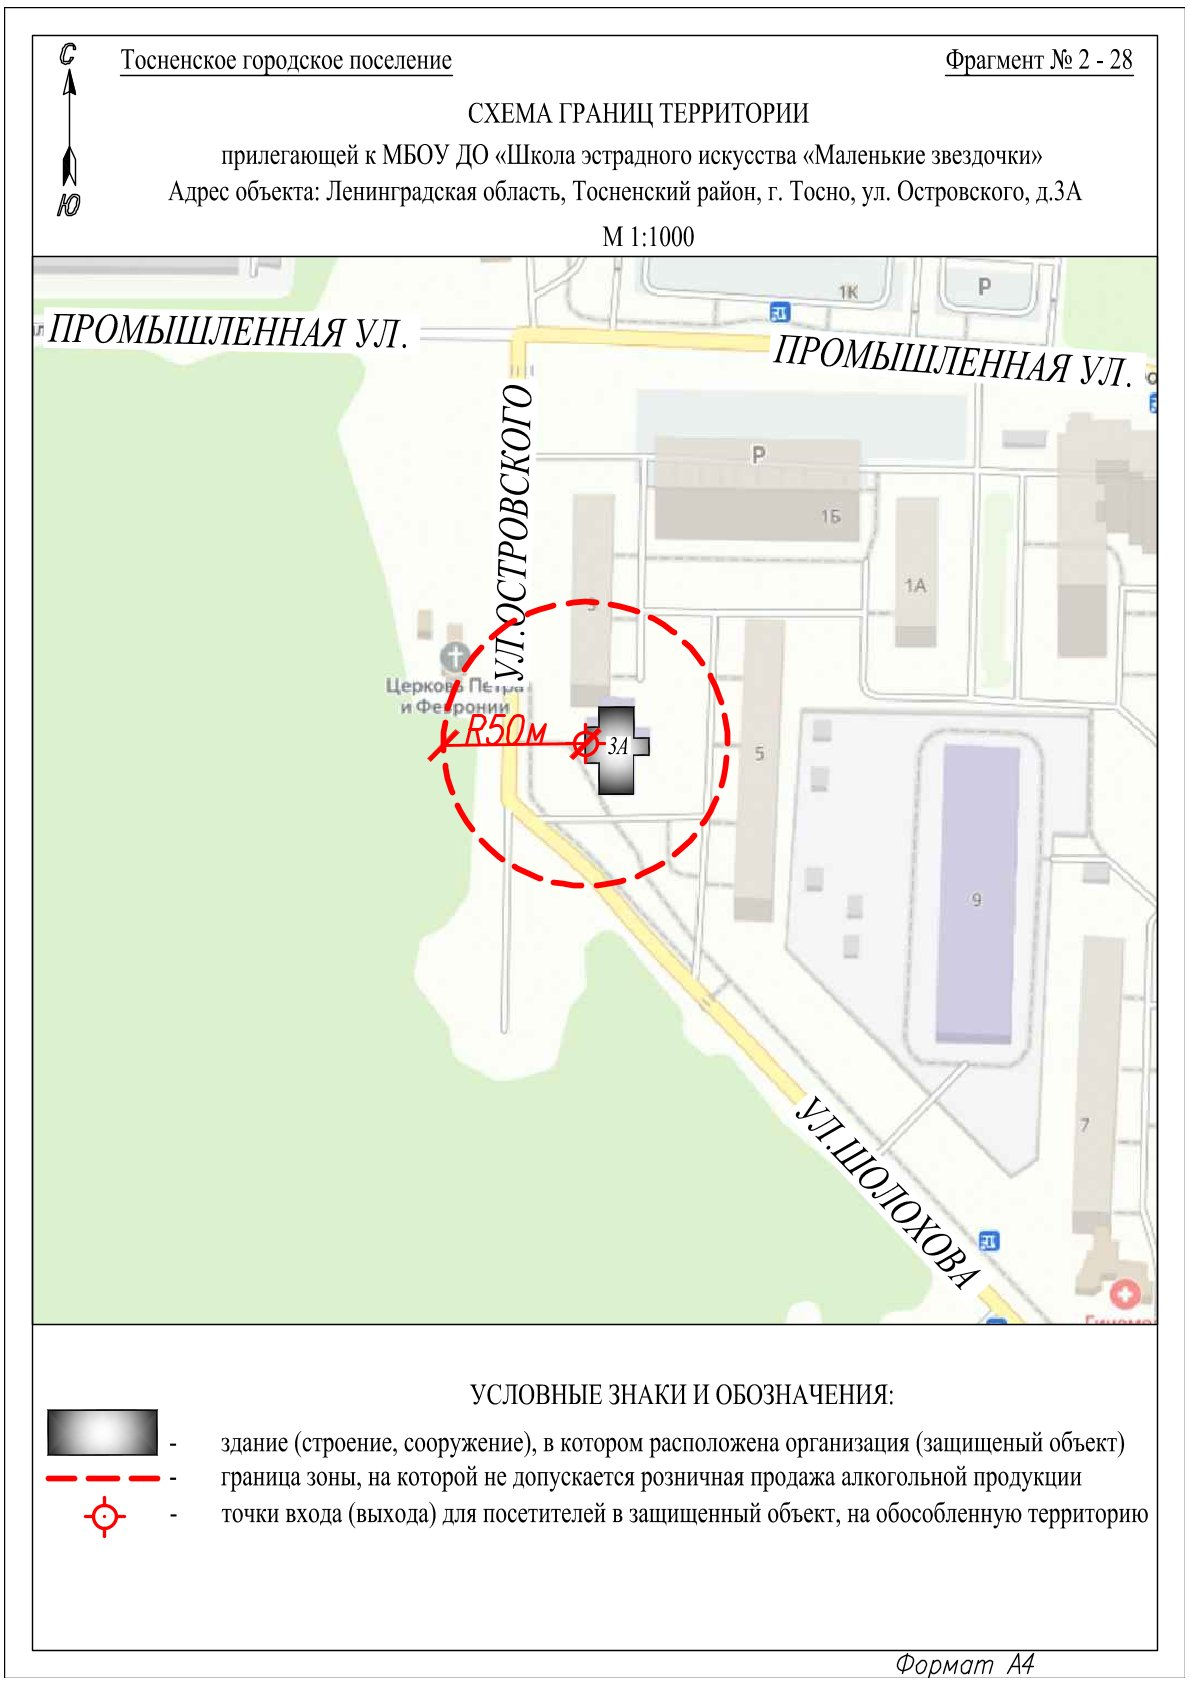 С
Тосненское городское поселение
Фрагмент № 2 - 28
СХЕМА ГРАНИЦ ТЕРРИТОРИИ
прилегающей к МБОУ ДО «Школа эстрадного искусства «Маленькие звездочки»
Адрес объекта: Ленинградская область, Тосненский район, г. Тосно, ул. Островского, д.3А
Ю
М 1:1000
1К
Р
ПРОМЫШЛЕННАЯ УЛ.
ПРОМЫШЛЕННАЯ УЛ.
УЛ.ОСТРОВСКОГО
Р
1Б
1А
3
Церковь Петра
и Февронии
R50м
3А
5
9
7
УЛ.ШОЛОХОВА
УСЛОВНЫЕ ЗНАКИ И ОБОЗНАЧЕНИЯ:
- здание (строение, сооружение), в котором расположена организация (защищеный объект)
- граница зоны, на которой не допускается розничная продажа алкогольной продукции
- точки входа (выхода) для посетителей в защищенный объект, на обособленную территорию
Формат А4